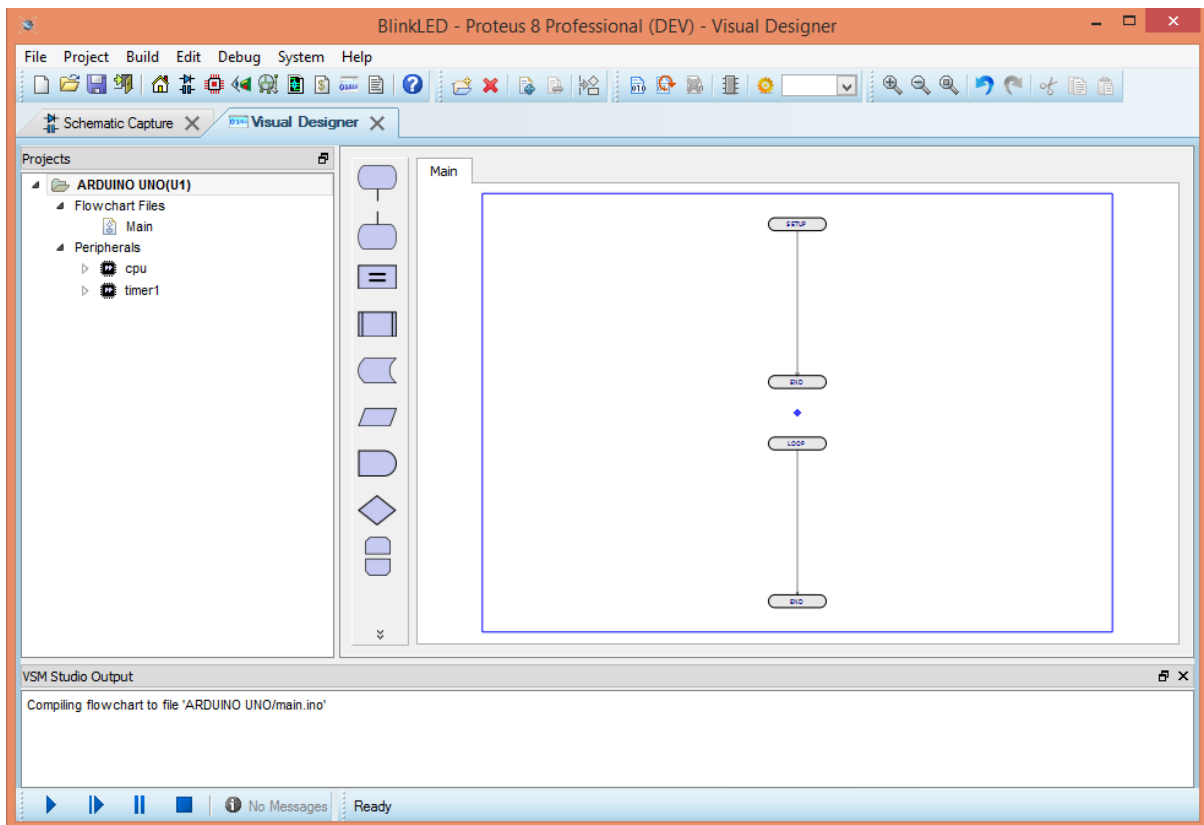 BlinkLED - Proteus 8 Professional (DEV) - Visual Designer
File Project Build Edit Debug System Help
Schematic Capture
Visual Designer
Projects
ARDUINO UNO(U1)
Flowchart Files
Main
Peripherals
cpu
timer1
Main
SETUP
END
LOOP
END
VSM Studio Output
Compiling flowchart to file 'ARDUINO UNO/main.ino'
No Messages
Ready